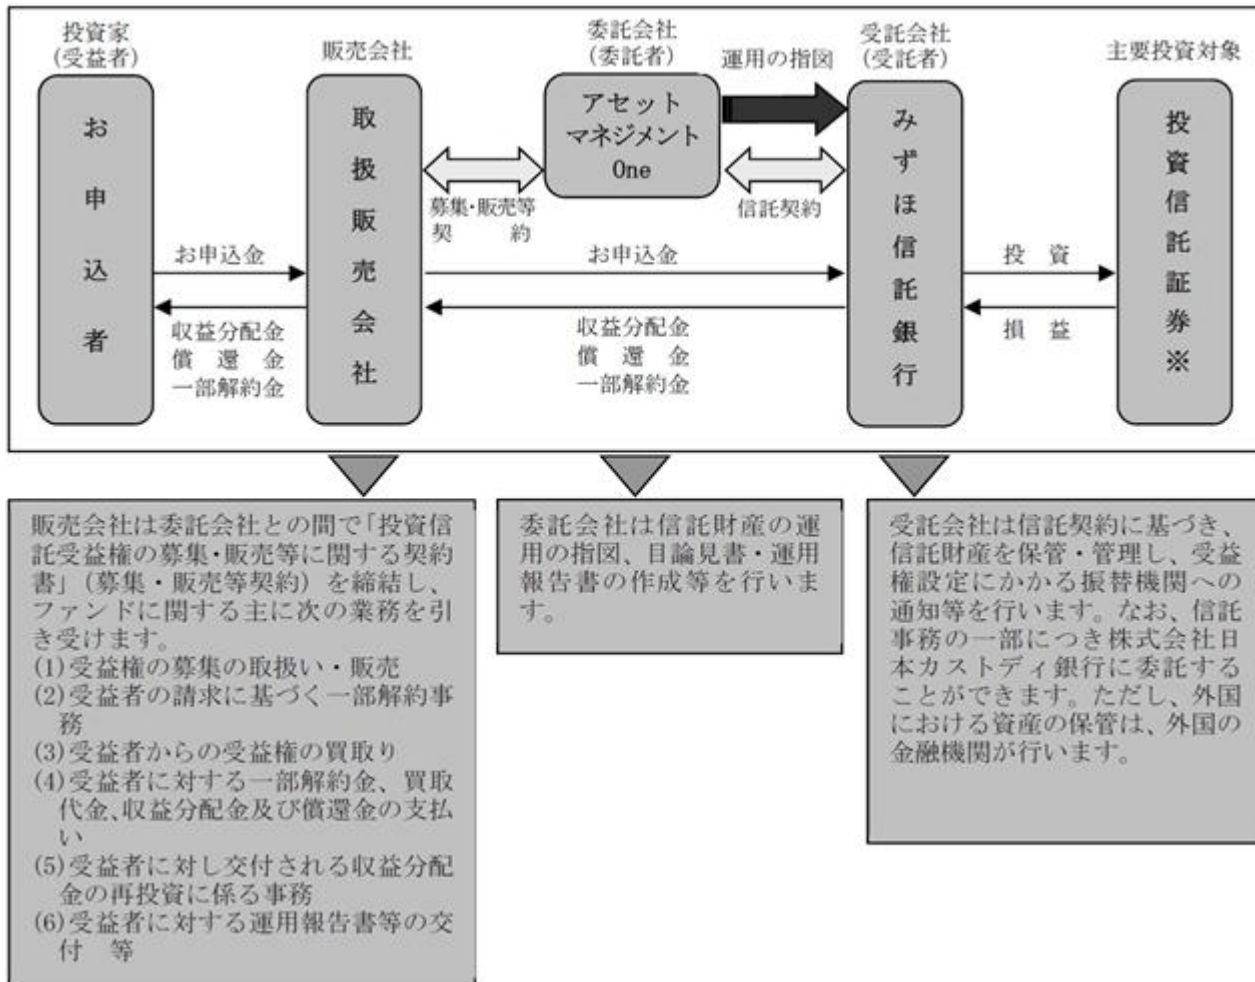 投資家
(受益者)
販売会社
委託会社
(委託者)
運用の指図
受託会社
(受託者)
主要投資対象
お申込者
取扱販売会社
アセット
マネジメント
One
みずほ信託銀行
投資信託証券※
募集・販売等
契　約
信託契約
お申込金
お申込金
投　資
収益分配金
償　還　金
一部解約金
収益分配金
償　還　金
一部解約金
損　益
販売会社は委託会社との間で「投資信
託受益権の募集・販売等に関する契約
書」（募集・販売等契約）を締結し、
ファンドに関する主に次の業務を引
き受けます。
(1)受益権の募集の取扱い・販売
(2)受益者の請求に基づく一部解約事
務
(3)受益者からの受益権の買取り
(4)受益者に対する一部解約金、買取
代金、収益分配金及び償還金の支払
い
(5)受益者に対し交付される収益分配
金の再投資に係る事務
(6)受益者に対する運用報告書等の交
付　等
委託会社は信託財産の運
用の指図、目論見書・運用
報告書の作成等を行いま
す。
受託会社は信託契約に基づき、
信託財産を保管・管理し、受益
権設定にかかる振替機関への
通知等を行います。なお、信託
事務の一部につき株式会社日
本カストディ銀行に委託する
ことができます。ただし、外国
における資産の保管は、外国の
金融機関が行います。